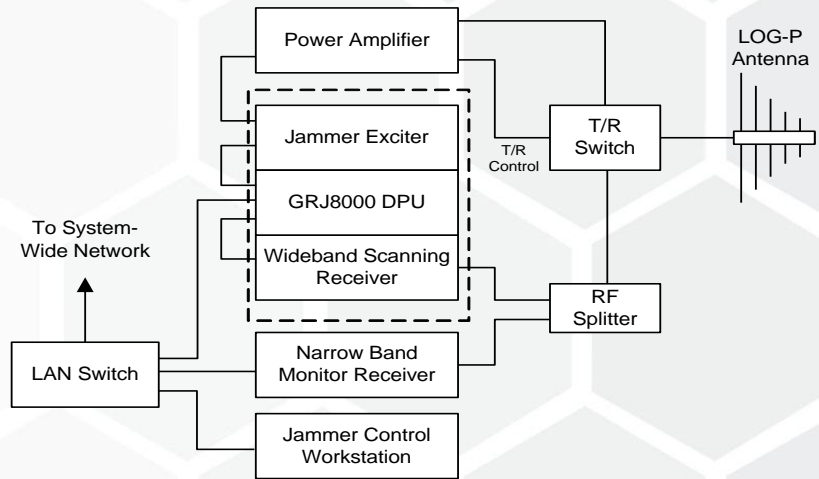 Power Amplifier
LOG-P
Antenna
Jammer Exciter
T/R
Control
T/R
Switch
GRJ8000 DPU
To System-
Wide Network
Wideband Scanning
Receiver
RF
Splitter
LAN Switch
Narrow Band
Monitor Receiver
Jammer Control
Workstation